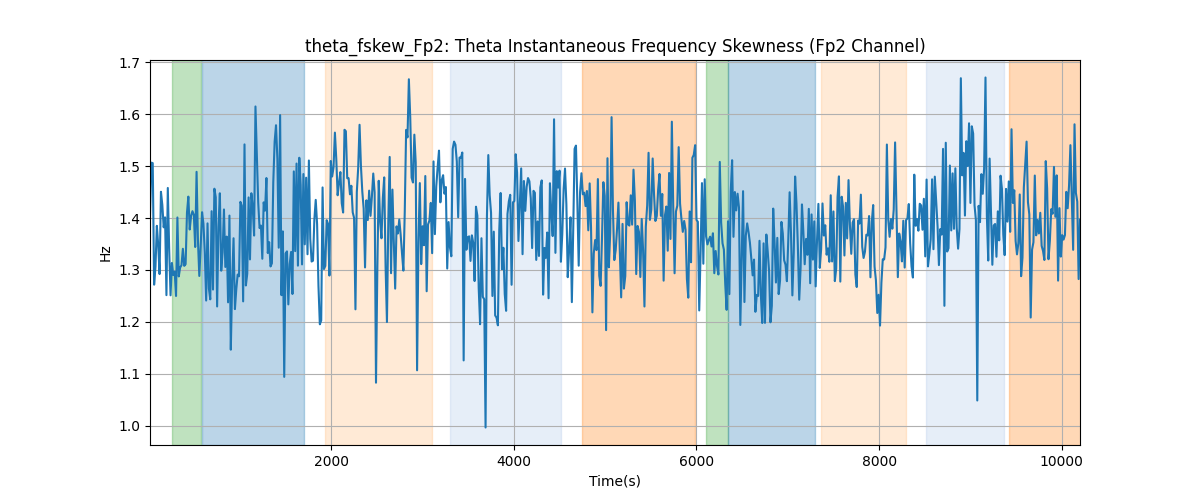 theta_fskew_Fp2: Theta Instantaneous Frequency Skewness (Fp2 Channel)
Hz
1.7
1.6
1.5
1.4
1.3
1.2
1.1
1.0
2000 4000 6000 8000 10000
Time(s)